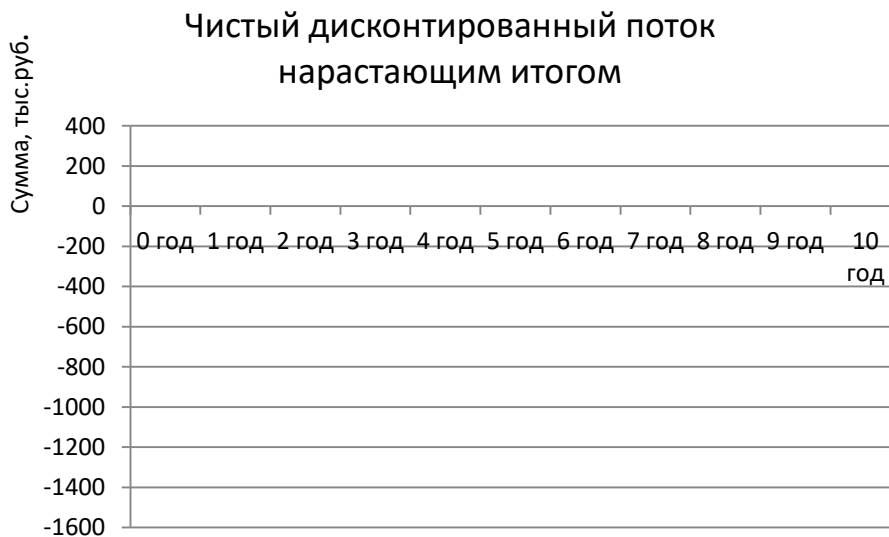 Чистый дисконтированный поток
нарастающим итогом
Сумма, тыс.руб.
400
200
0
0 год 1 год 2 год 3 год 4 год 5 год 6 год 7 год 8 год 9 год 10
год
-200
-400
-600
-800
-1000
-1200
-1400
-1600